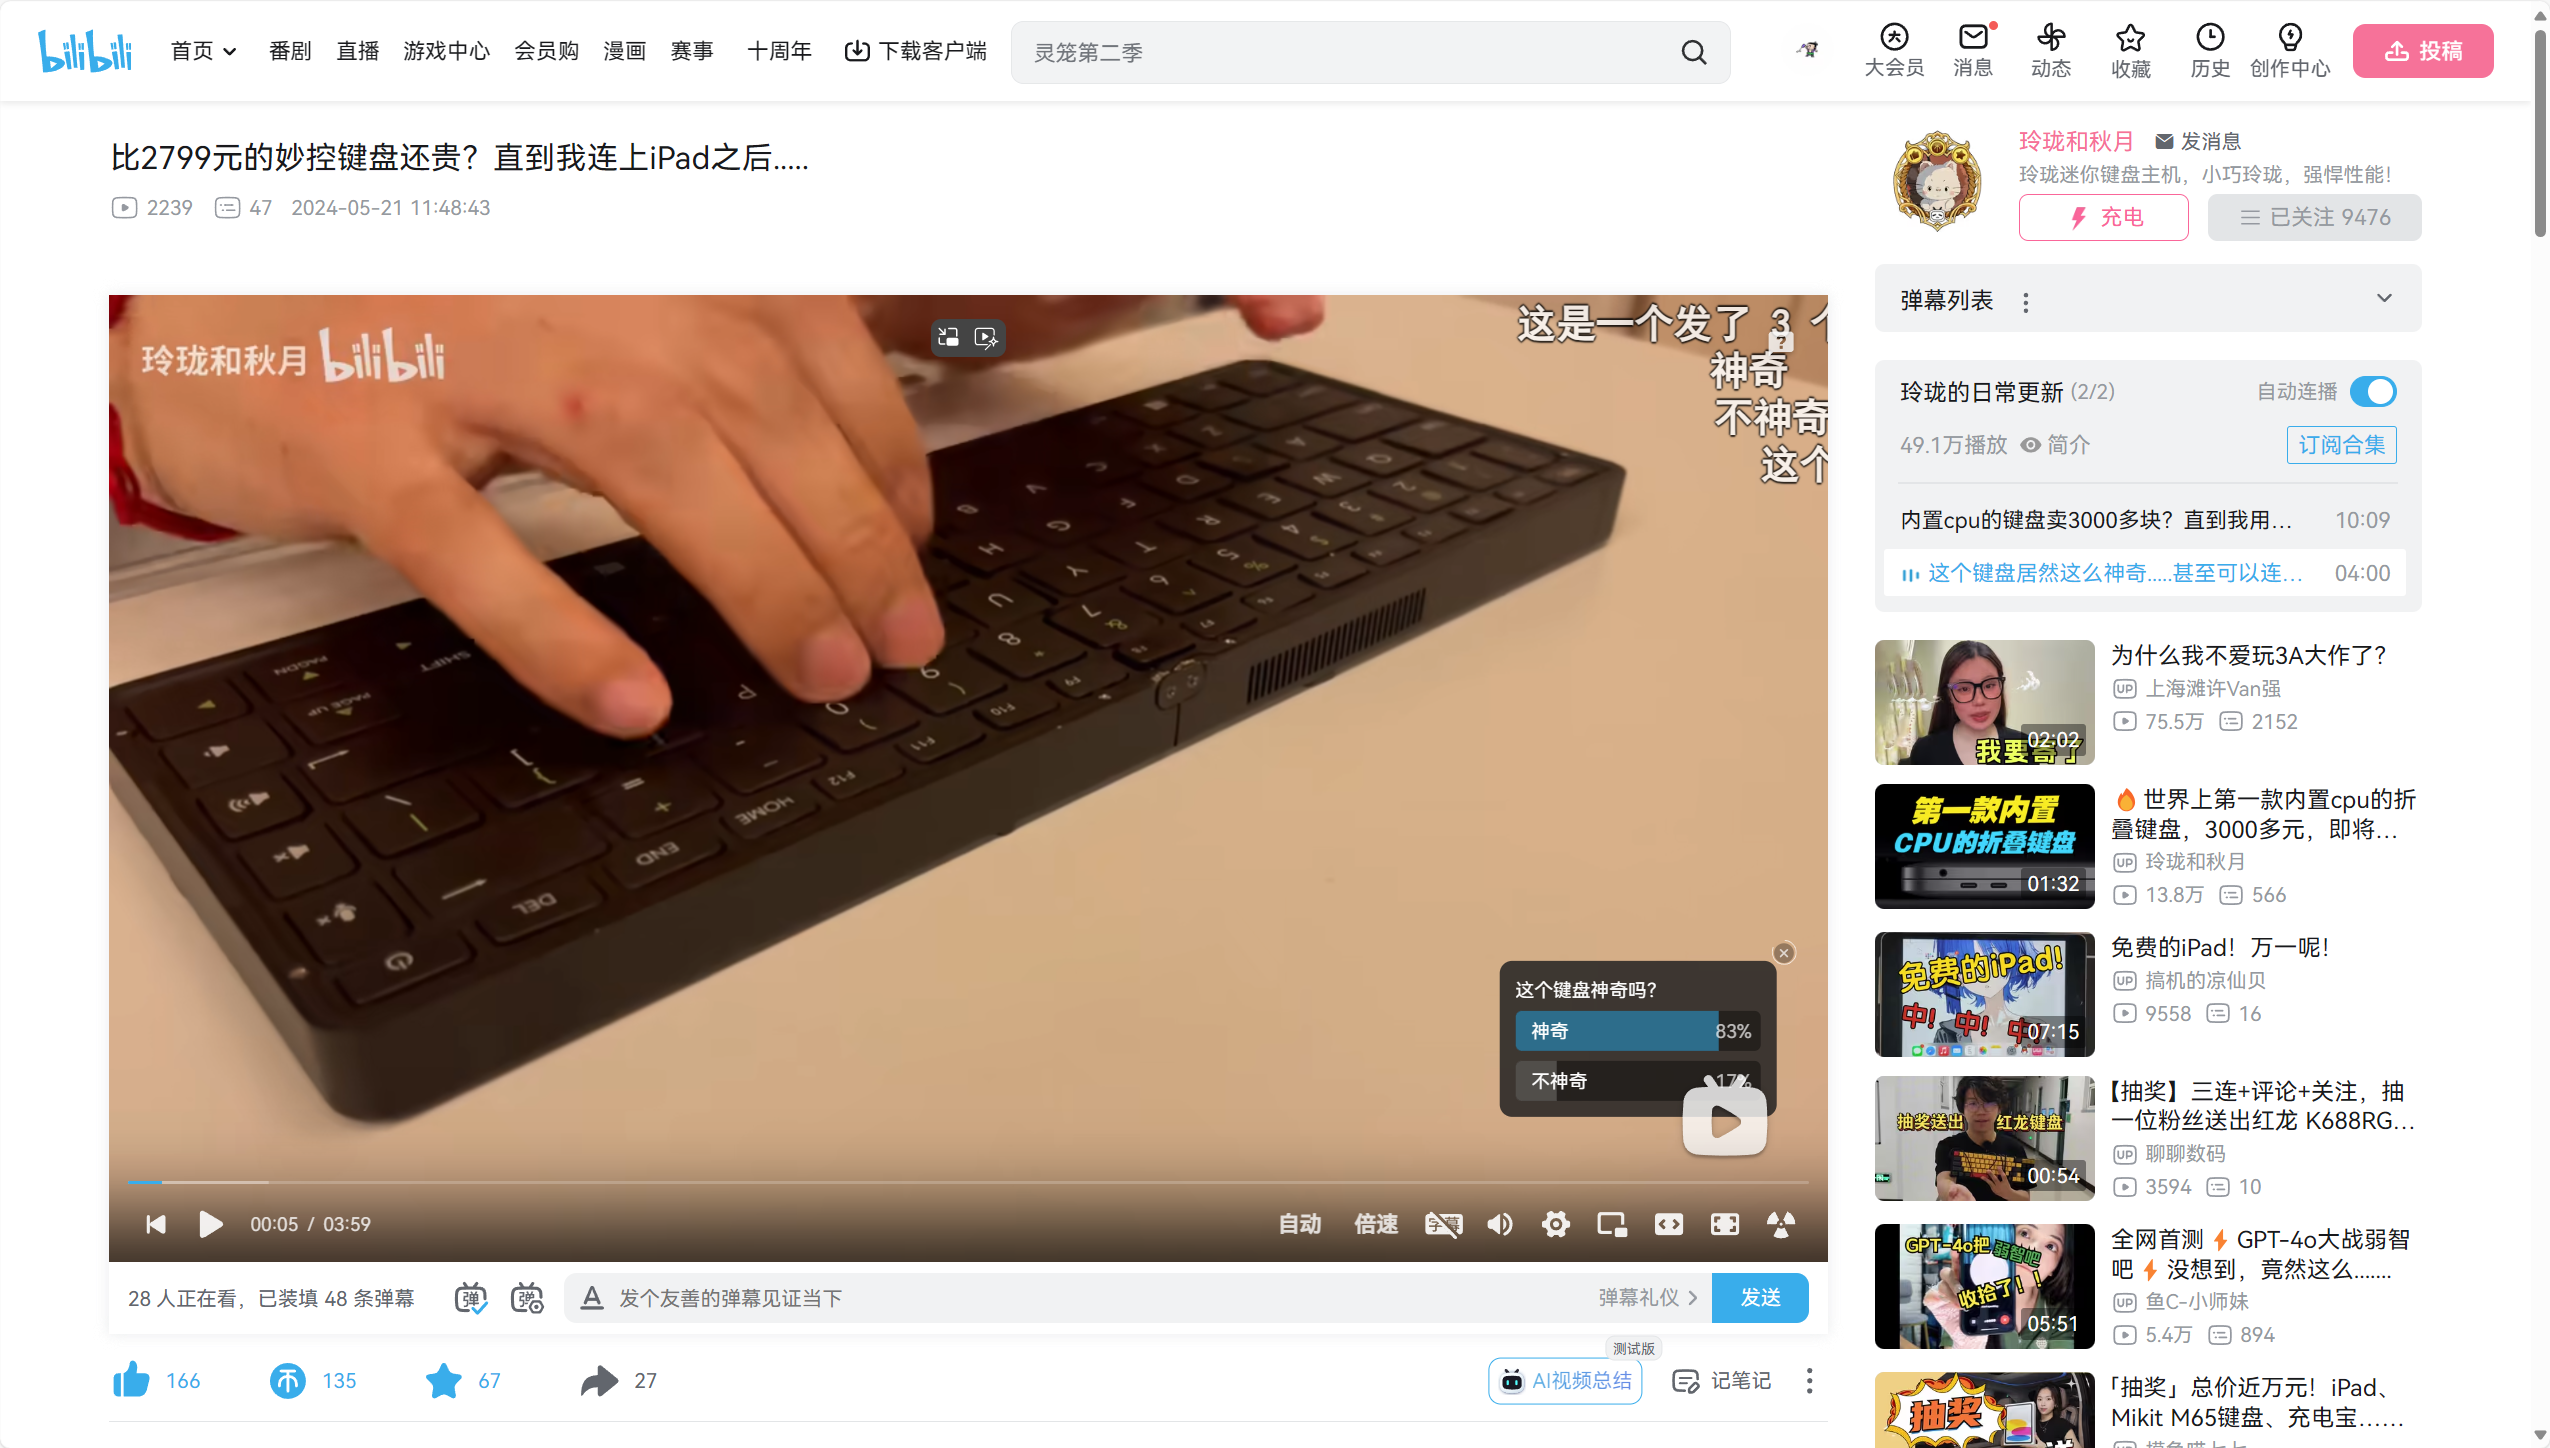 bilibili 首页 番剧 直播 游戏中心 会员购 漫画 赛事 十周年 下载客户端 灵笼第二季 大会员 消息 动态 收藏 历史 创作中心 投稿
比2799元的妙控键盘还贵？直到我连上iPad之后.....
2239 47 2024-05-21 11:48:43
玲珑和秋月 bilibili
这是一个发了 3 个
神奇
不神奇
这个
PAGDN
PAGE UP
SHIFT
HOME
END
DEL
F12
F11
F10
F9
这个键盘神奇吗？
神奇 83%
不神奇 17%
00:05 / 03:59 自动 倍速 字幕
28 人正在看，已装填 48 条弹幕 弹 弹 A 发个友善的弹幕见证当下 弹幕礼仪 发送
166 135 67 27 测试版 AI视频总结 记笔记
玲珑和秋月 发消息
玲珑迷你键盘主机，小巧玲珑，强悍性能！
充电 已关注 9476
弹幕列表
玲珑的日常更新 (2/2) 自动连播
49.1万播放 简介 订阅合集
内置cpu的键盘卖3000多块？直到我用... 10:09
这个键盘居然这么神奇.....甚至可以连... 04:00
我要寄了
02:02
为什么我不爱玩3A大作了？
UP 上海滩许Van强
75.5万 2152
第一款内置
CPU的折叠键盘
01:32
世界上第一款内置cpu的折
叠键盘，3000多元，即将...
UP 玲珑和秋月
13.8万 566
免费的iPad!
中! 中! 中!
07:15
免费的iPad！万一呢！
UP 搞机的凉仙贝
9558 16
抽奖送出 红龙键盘
00:54
【抽奖】三连+评论+关注，抽
一位粉丝送出红龙 K688RG...
UP 聊聊数码
3594 10
GPT-4o把 弱智吧
收拾了!!
05:51
全网首测⚡GPT-4o大战弱智
吧⚡没想到，竟然这么.......
UP 鱼C-小师妹
5.4万 894
抽奖
「抽奖」总价近万元！iPad、
Mikit M65键盘、充电宝……